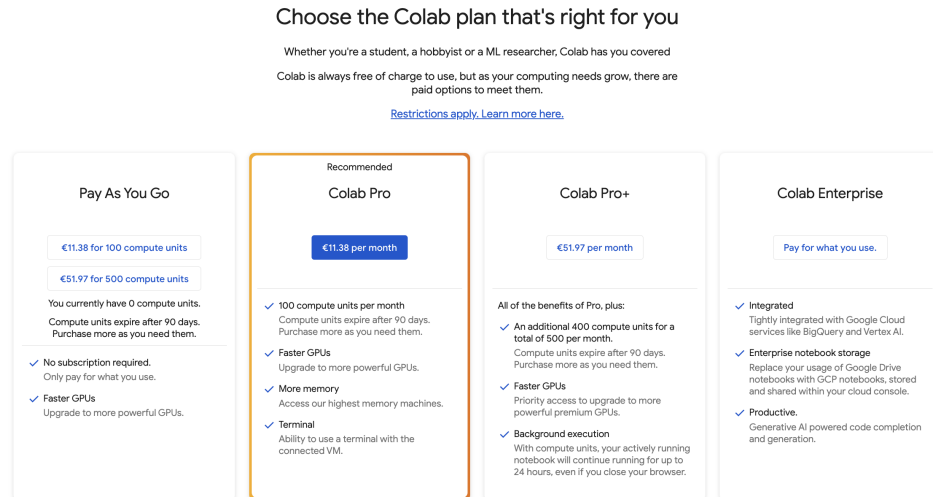 Choose the Colab plan that's right for you
Whether you're a student, a hobbyist or a ML researcher, Colab has you covered
Colab is always free of charge to use, but as your computing needs grow, there are
paid options to meet them.
Restrictions apply. Learn more here.
Pay As You Go
€11.38 for 100 compute units
€51.97 for 500 compute units
You currently have 0 compute units.
Compute units expire after 90 days.
Purchase more as you need them.
No subscription required.
Only pay for what you use.
Faster GPUs
Upgrade to more powerful GPUs.
Recommended
Colab Pro
€11.38 per month
100 compute units per month
Compute units expire after 90 days.
Purchase more as you need them.
Faster GPUs
Upgrade to more powerful GPUs.
More memory
Access our highest memory machines.
Terminal
Ability to use a terminal with the
connected VM.
Colab Pro+
€51.97 per month
All of the benefits of Pro, plus:
An additional 400 compute units for a
total of 500 per month.
Compute units expire after 90 days.
Purchase more as you need them.
Faster GPUs
Priority access to upgrade to more
powerful premium GPUs.
Background execution
With compute units, your actively running
notebook will continue running for up to
24 hours, even if you close your browser.
Colab Enterprise
Pay for what you use.
Integrated
Tightly integrated with Google Cloud
services like BigQuery and Vertex AI.
Enterprise notebook storage
Replace your usage of Google Drive
notebooks with GCP notebooks, stored
and shared within your cloud console.
Productive.
Generative AI powered code completion
and generation.